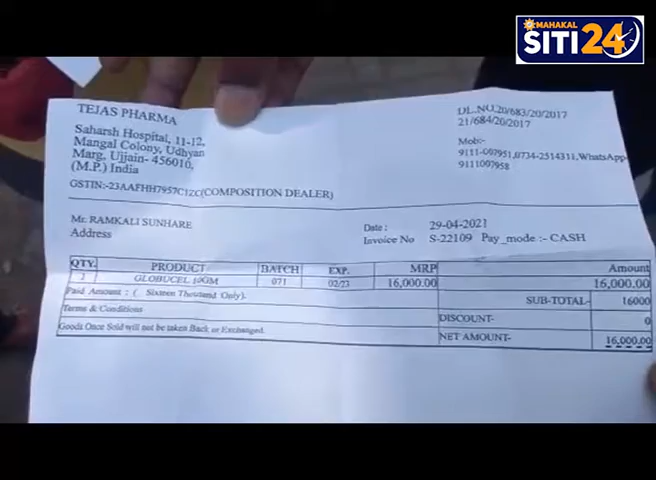 MAHAKAL
SITI 24
TEJAS PHARMA
Saharsh Hospital, 11-12,
Mangal Colony, Udhyan
Marg, Ujjain- 456010,
(M.P.) India
GSTIN:-23AAFHH7957C1ZC(COMPOSITION DEALER)
DL.NO.20/683/20/2017
21/684/20/2017
Mob:-
9111-007951,0734-2514311,WhatsApp-
9111007958
Mr. RAMKALI SUNHARE
Address
Date : 29-04-2021
Invoice No S-22109 Pay_mode :- CASH
QTY. PRODUCT BATCH EXP. MRP Amount
GLOBUCEL 10GM 071 02/23 16,000.00 16,000.00
Paid Amount : ( Sixteen Thousand Only).
SUB-TOTAL- 16000
Terms & Conditions
DISCOUNT- 0
Goods Once Sold will not be taken Back or Exchanged.
NET AMOUNT- 16,000.00